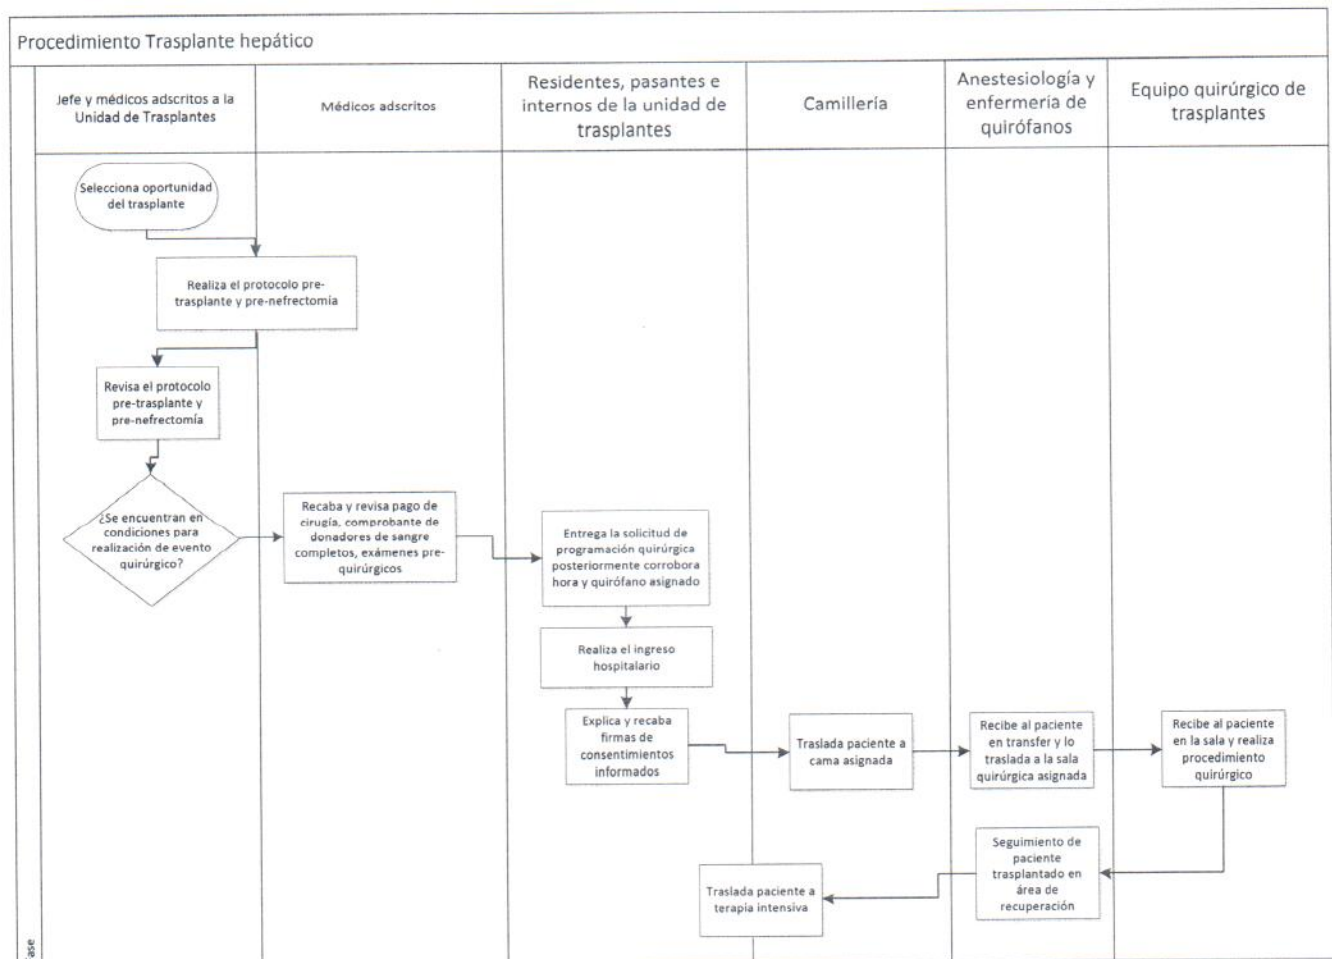 Procedimiento Trasplante hepático
Jefe y médicos adscritos a la
Unidad de Trasplantes
Médicos adscritos
Residentes, pasantes e
internos de la unidad de
trasplantes
Camillería
Anestesiología y
enfermería de
quirófanos
Equipo quirúrgico de
trasplantes
Selecciona oportunidad
del trasplante
Realiza el protocolo pre-
trasplante y pre-nefrectomía
Revisa el protocolo
pre-trasplante y
pre-nefrectomía
¿Se encuentran en
condiciones para
realización de evento
quirúrgico?
Recaba y revisa pago de
cirugía, comprobante de
donadores de sangre
completos, exámenes pre-
quirúrgicos
Entrega la solicitud de
programación quirúrgica
posteriormente corrobora
hora y quirófano asignado
Realiza el ingreso
hospitalario
Explica y recaba
firmas de
consentimientos
informados
Traslada paciente a
cama asignada
Recibe al paciente
en transfer y lo
traslada a la sala
quirúrgica asignada
Recibe al paciente
en la sala y realiza
procedimiento
quirúrgico
Seguimiento de
paciente
trasplantado en
área de
recuperación
Traslada paciente a
terapia intensiva